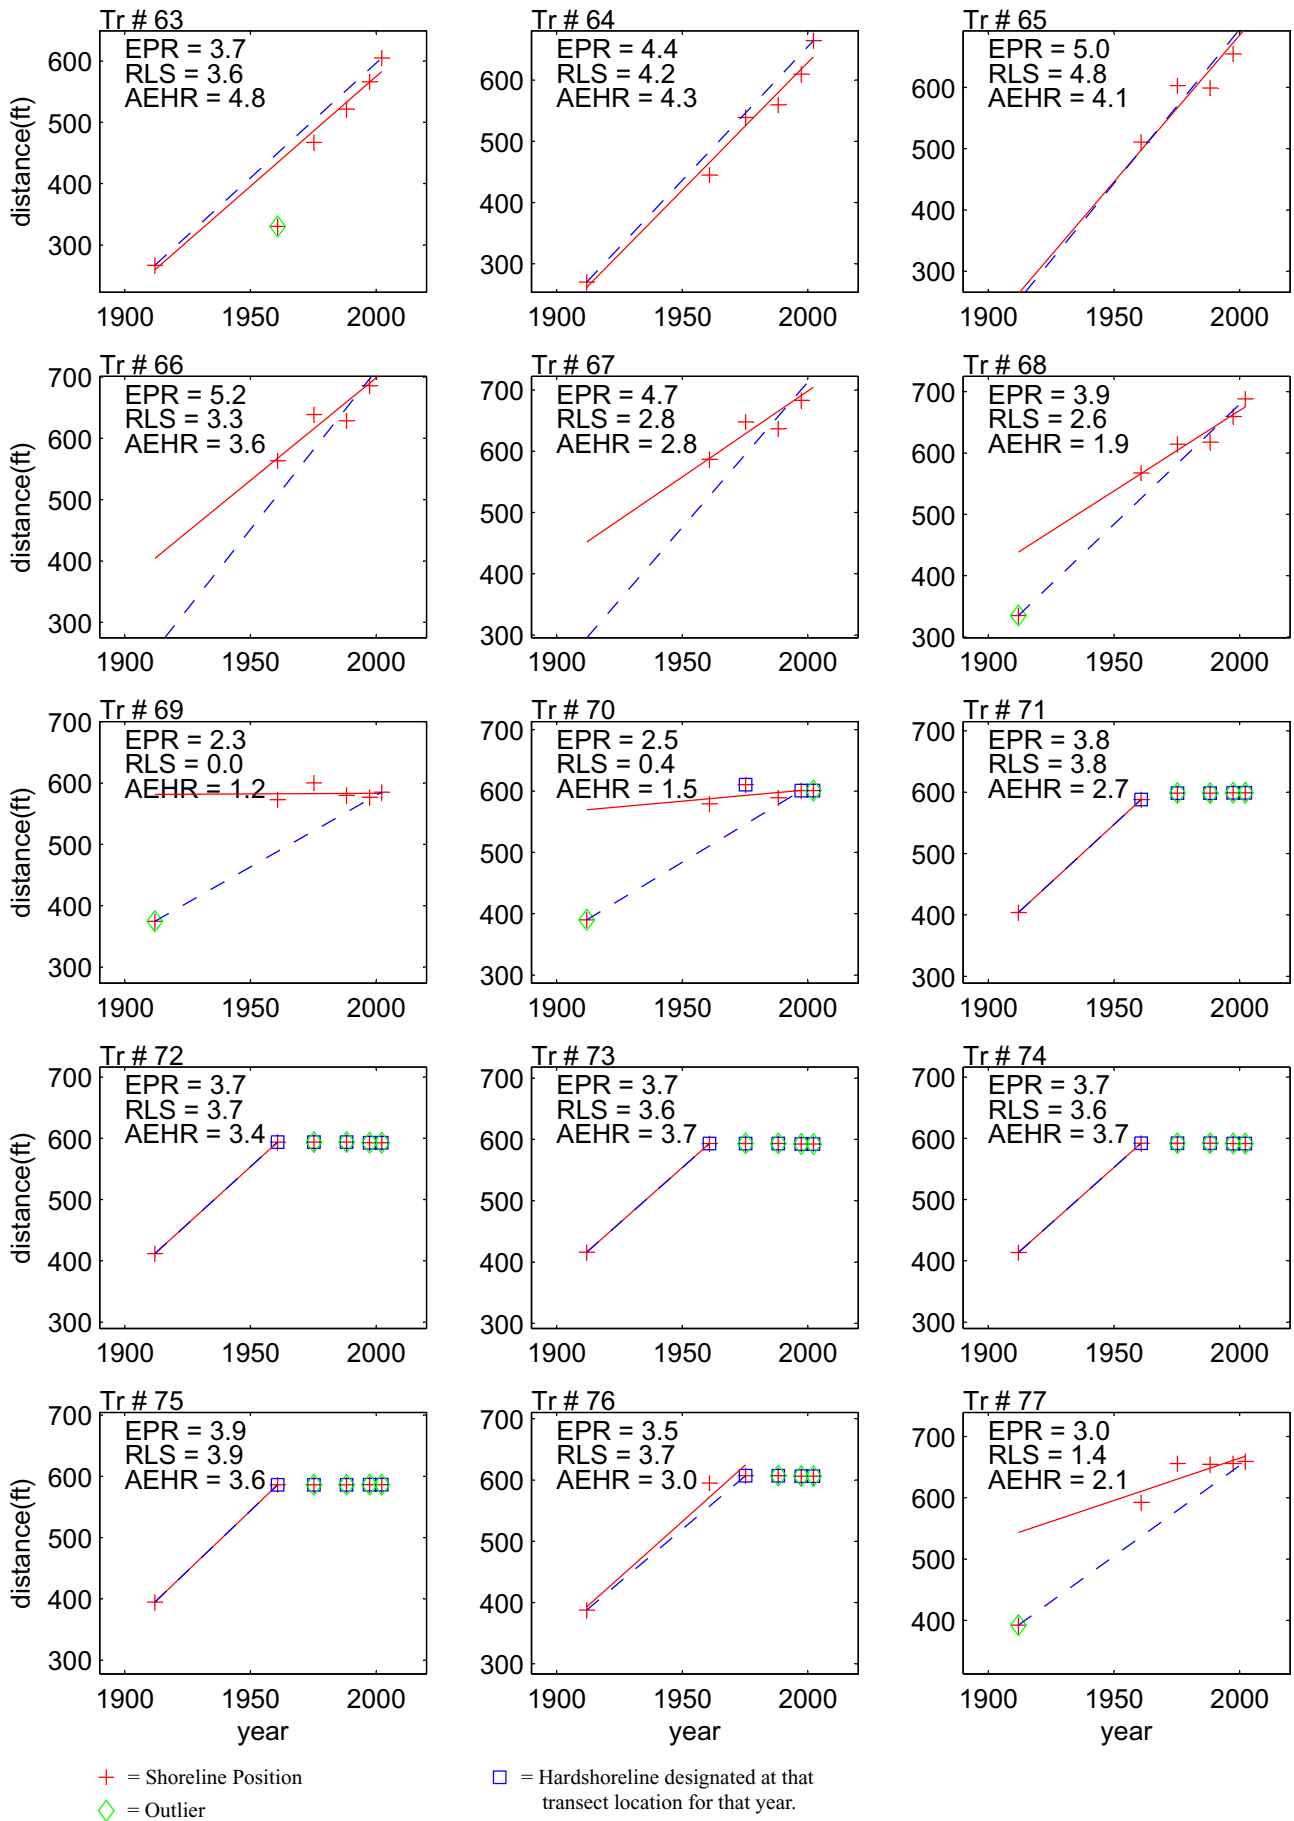 Tr # 63
EPR = 3.7
RLS = 3.6
AEHR = 4.8
600
500
400
300
distance(ft)
1900 1950 2000
Tr # 64
EPR = 4.4
RLS = 4.2
AEHR = 4.3
600
500
400
300
1900 1950 2000
Tr # 65
EPR = 5.0
RLS = 4.8
AEHR = 4.1
600
500
400
300
1900 1950 2000
Tr # 66
EPR = 5.2
RLS = 3.3
AEHR = 3.6
700
600
500
400
300
distance(ft)
1900 1950 2000
Tr # 67
EPR = 4.7
RLS = 2.8
AEHR = 2.8
700
600
500
400
300
1900 1950 2000
Tr # 68
EPR = 3.9
RLS = 2.6
AEHR = 1.9
700
600
500
400
300
1900 1950 2000
Tr # 69
EPR = 2.3
RLS = 0.0
AEHR = 1.2
700
600
500
400
300
distance(ft)
1900 1950 2000
Tr # 70
EPR = 2.5
RLS = 0.4
AEHR = 1.5
700
600
500
400
300
1900 1950 2000
Tr # 71
EPR = 3.8
RLS = 3.8
AEHR = 2.7
700
600
500
400
300
1900 1950 2000
Tr # 72
EPR = 3.7
RLS = 3.7
AEHR = 3.4
700
600
500
400
300
distance(ft)
1900 1950 2000
Tr # 73
EPR = 3.7
RLS = 3.6
AEHR = 3.7
700
600
500
400
300
1900 1950 2000
Tr # 74
EPR = 3.7
RLS = 3.6
AEHR = 3.7
700
600
500
400
300
1900 1950 2000
Tr # 75
EPR = 3.9
RLS = 3.9
AEHR = 3.6
700
600
500
400
300
distance(ft)
1900 1950 2000
year
Tr # 76
EPR = 3.5
RLS = 3.7
AEHR = 3.0
700
600
500
400
300
1900 1950 2000
year
Tr # 77
EPR = 3.0
RLS = 1.4
AEHR = 2.1
700
600
500
400
1900 1950 2000
year
= Shoreline Position
= Outlier
= Hardshoreline designated at that
transect location for that year.